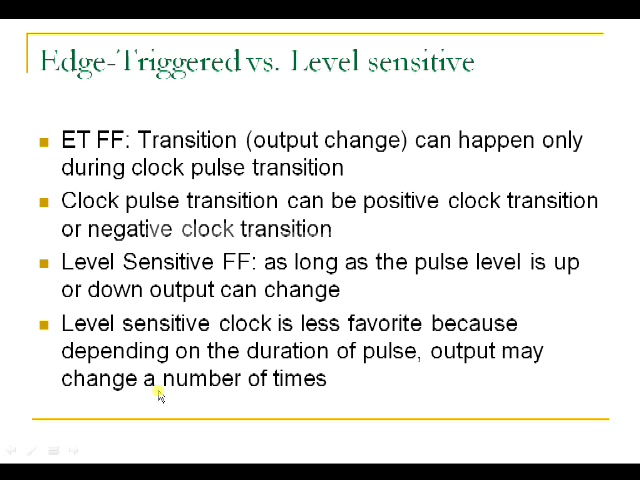 Edge-Triggered vs. Level sensitive
ET FF: Transition (output change) can happen only
during clock pulse transition
Clock pulse transition can be positive clock transition
or negative clock transition
Level Sensitive FF: as long as the pulse level is up
or down output can change
Level sensitive clock is less favorite because
depending on the duration of pulse, output may
change a number of times